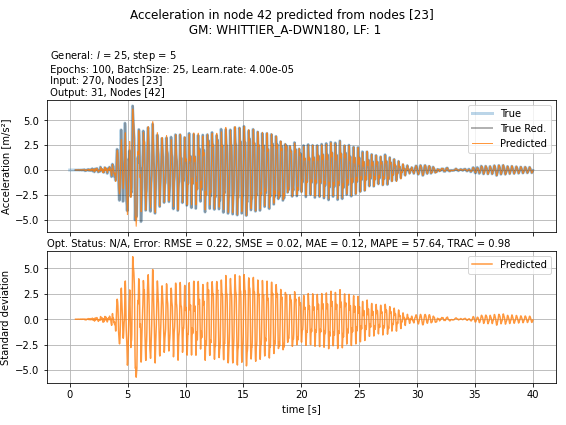 Acceleration in node 42 predicted from nodes [23]
GM: WHITTIER_A-DWN180, LF: 1
General: l = 25, step = 5
Epochs: 100, BatchSize: 25, Learn.rate: 4.00e-05
Input: 270, Nodes [23]
Output: 31, Nodes [42]
Acceleration [m/s²]
5.0
2.5
0.0
−2.5
−5.0
True
True Red.
Predicted
Opt. Status: N/A, Error: RMSE = 0.22, SMSE = 0.02, MAE = 0.12, MAPE = 57.64, TRAC = 0.98
Standard deviation
5.0
2.5
0.0
−2.5
−5.0
Predicted
0 5 10 15 20 25 30 35 40
time [s]